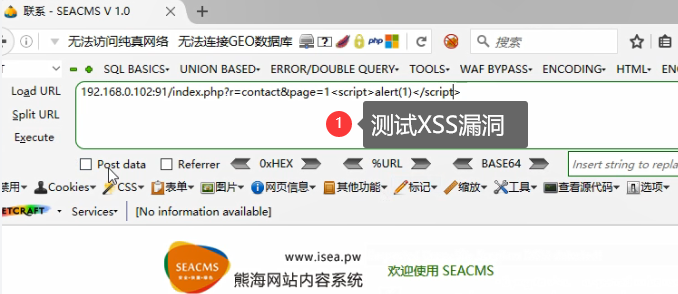 联系 - SEACMS V 1.0
无法访问纯真网络 无法连接GEO数据库 php 搜索
SQL BASICS UNION BASED ERROR/DOUBLE QUERY TOOLS WAF BYPASS ENCODING HTML EN
Load URL
192.168.0.102:91/index.php?r=contact&page=1<script>alert(1)</script>
Split URL
Execute
1 测试XSS漏洞
Post data Referrer 0xHEX %URL BASE64 Insert string to repla
禁用 Cookies CSS 表单 图片 网页信息 其他功能 标记 缩放 工具 查看源代码 选项
ETCRAFT Services [No information available]
www.isea.pw
SEACMS
熊海网站内容系统
欢迎使用 SEACMS